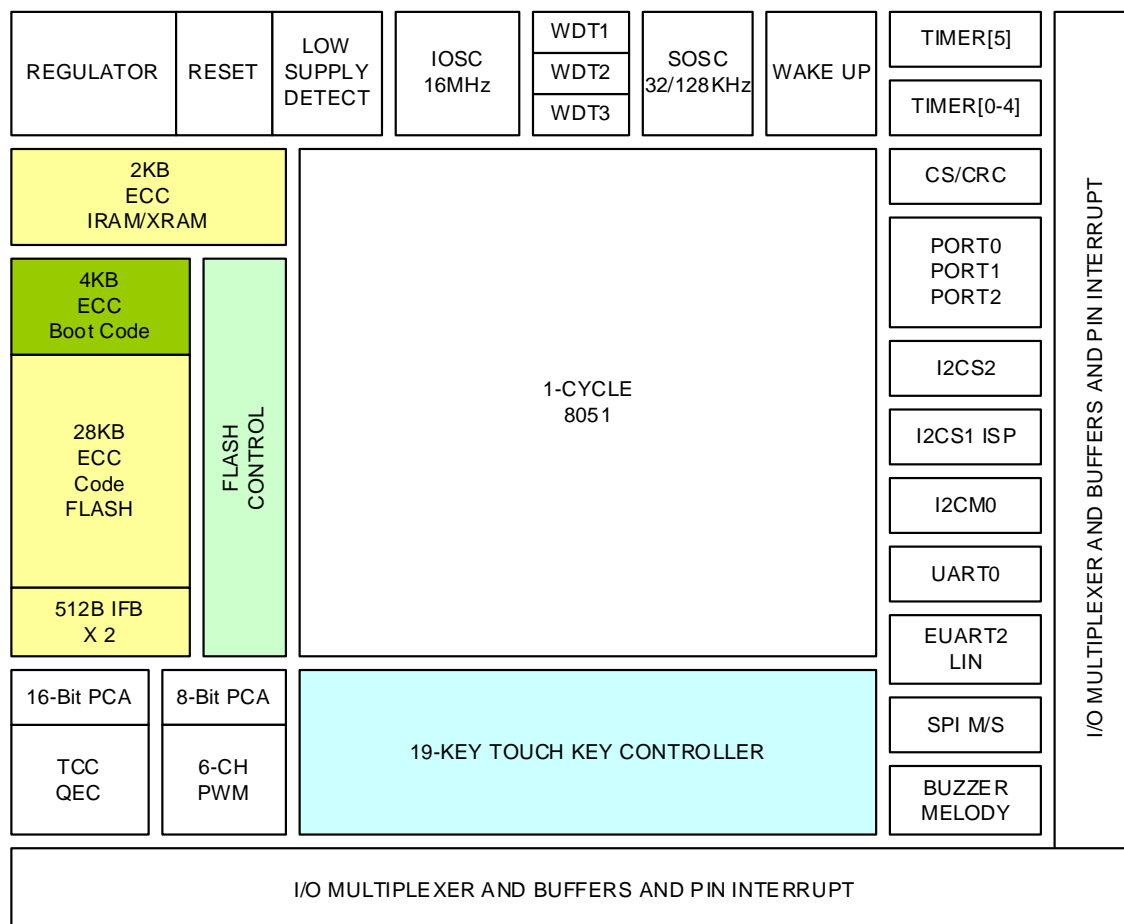 REGULATOR
RESET
LOW
SUPPLY
DETECT
IOSC
16MHz
WDT1
WDT2
WDT3
SOSC
32/128KHz
WAKE UP
TIMER[5]
TIMER[0-4]
2KB
ECC
IRAM/XRAM
4KB
ECC
Boot Code
28KB
ECC
Code
FLASH
512B IFB
X 2
FLASH
CONTROL
1-CYCLE
8051
CS/CRC
PORT0
PORT1
PORT2
I2CS2
I2CS1 ISP
I2CM0
UART0
EUART2
LIN
SPI M/S
BUZZER
MELODY
16-Bit PCA
TCC
QEC
8-Bit PCA
6-CH
PWM
19-KEY TOUCH KEY CONTROLLER
I/O MULTIPLEXER AND BUFFERS AND PIN INTERRUPT
I/O MULTIPLEXER AND BUFFERS AND PIN INTERRUPT